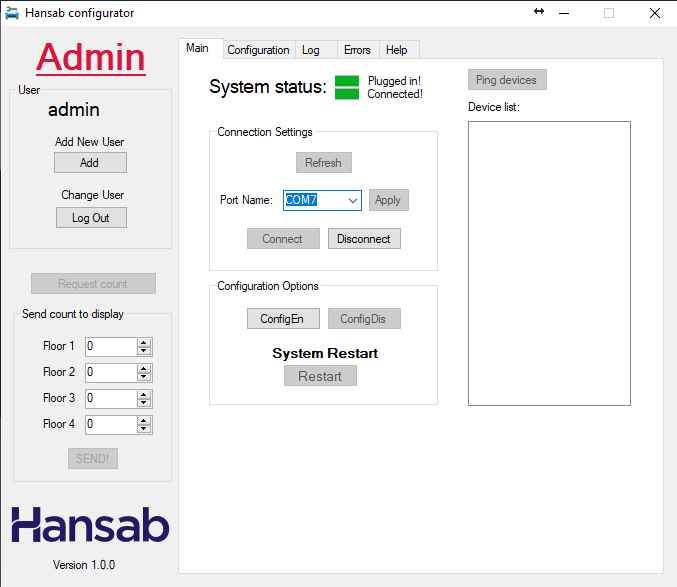 Hansab configurator
Admin
User
admin
Add New User
Add
Change User
Log Out
Request count
Send count to display
Floor 1 0
Floor 2 0
Floor 3 0
Floor 4 0
SEND!
Hansab
Version 1.0.0
Main Configuration Log Errors Help
System status:
Plugged in!
Connected!
Connection Settings
Refresh
Port Name: COM7 Apply
Connect Disconnect
Configuration Options
ConfigEn ConfigDis
System Restart
Restart
Ping devices
Device list: